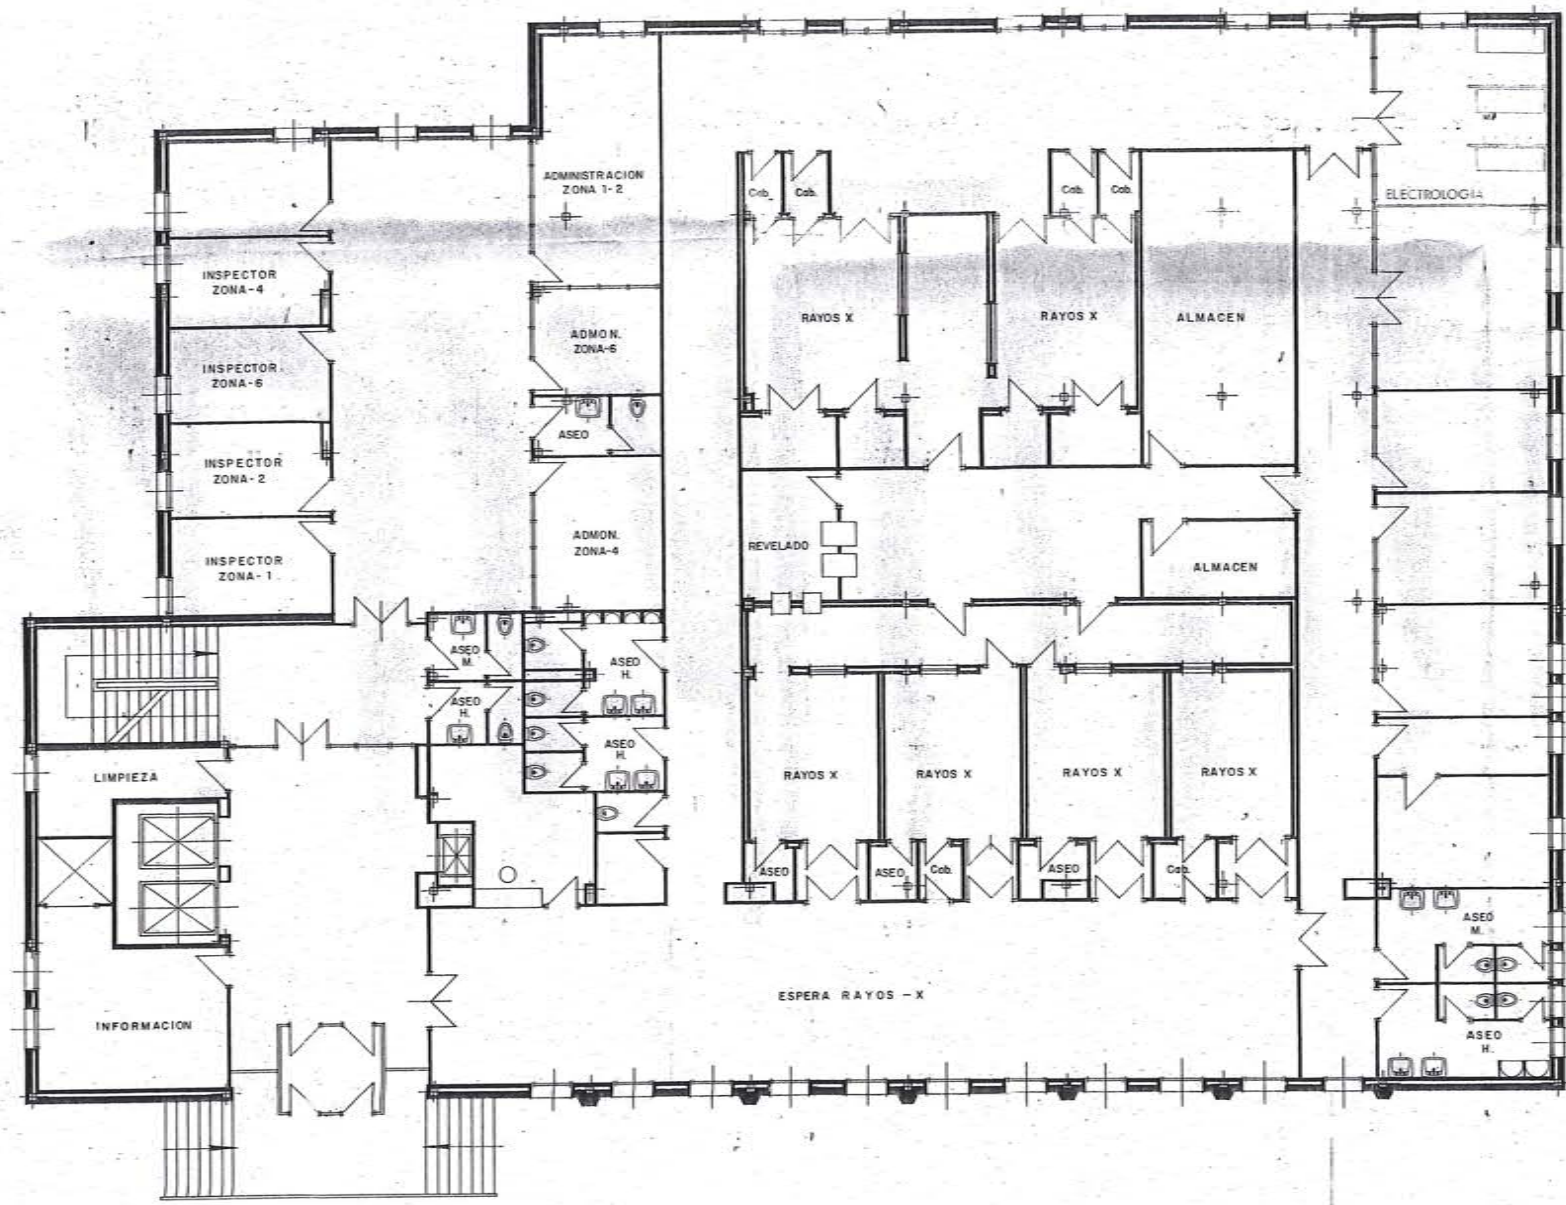 ADMINISTRACION
ZONA 1-2
Cab.
Cab.
Cab.
Cab.
ELECTROLOGIA
INSPECTOR
ZONA-4
RAYOS X
RAYOS X
ALMACEN
ADMON.
ZONA-6
INSPECTOR
ZONA-6
ASEO
INSPECTOR
ZONA-2
ADMON.
ZONA-4
REVELADO
INSPECTOR
ZONA-1
ALMACEN
ASEO
M.
ASEO
H.
ASEO
H.
ASEO
H.
LIMPIEZA
RAYOS X
RAYOS X
RAYOS X
RAYOS X
ASEO
ASEO
Cab.
ASEO
Cab.
ASEO
M.
ESPERA RAYOS - X
INFORMACION
ASEO
H.